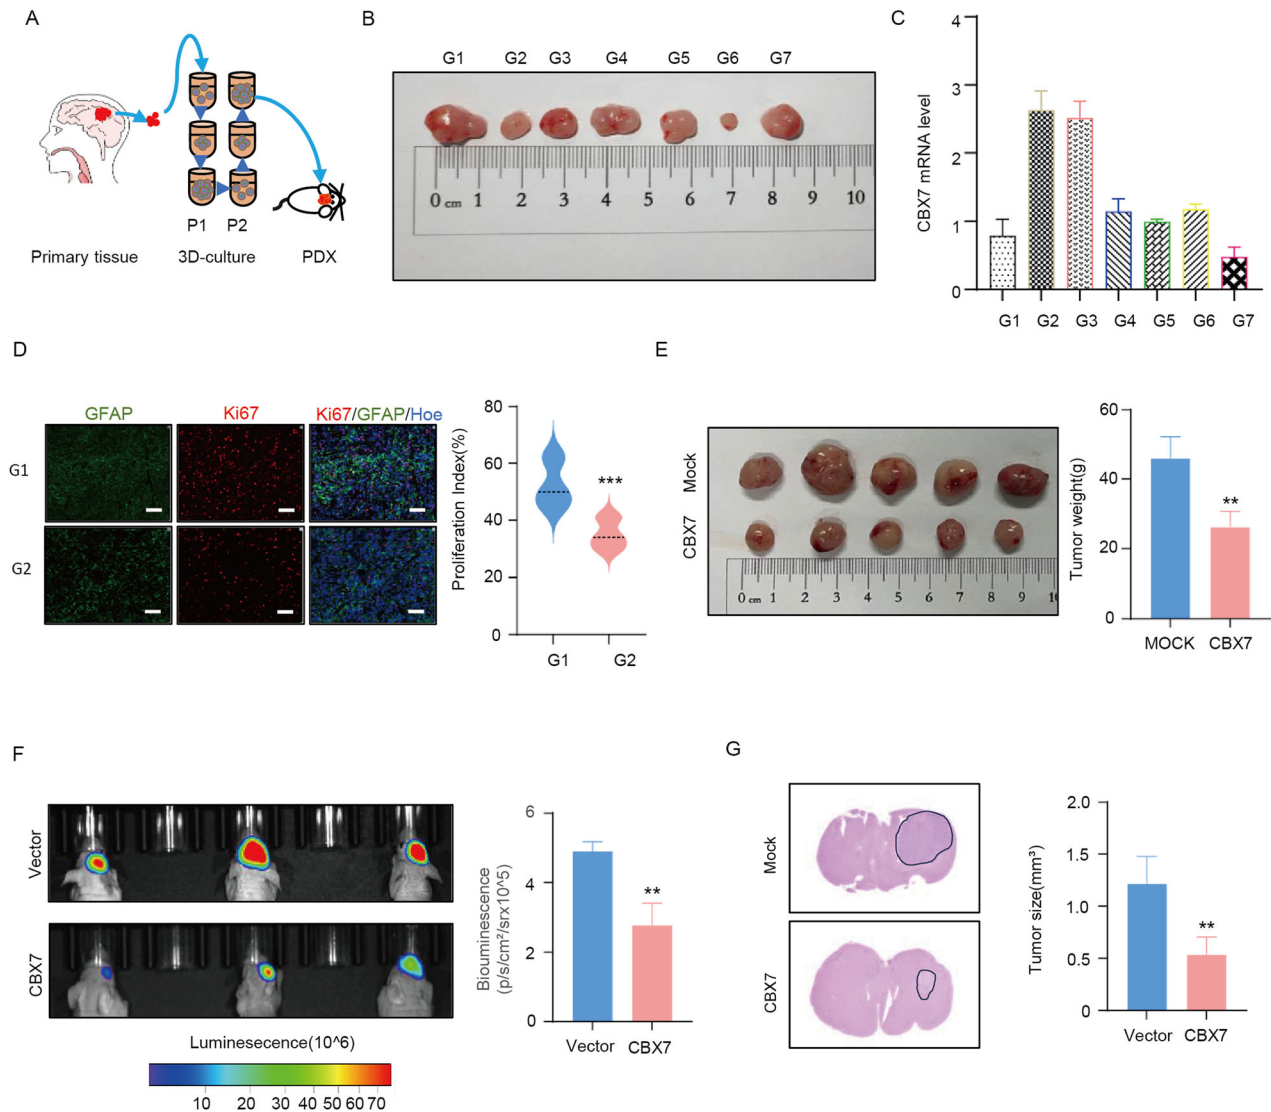 A
P1 P2
Primary tissue 3D-culture PDX
B
G1 G2 G3 G4 G5 G6 G7
0 cm 1 2 3 4 5 6 7 8 9 10
C
CBX7 mRNA level
4
3
2
1
0
G1 G2 G3 G4 G5 G6 G7
D
GFAP Ki67 Ki67/GFAP/Hoe
G1
G2
Proliferation Index(%)
80
60
40
20
0
***
G1 G2
E
Mock
CBX7
0 cm 1 2 3 4 5 6 7 8 9 10
Tumor weight(g)
60
40
20
0
**
MOCK CBX7
F
Vector
CBX7
Luminesecence(10^6)
10 20 30 40 50 60 70
Biouminescence
(p/s/cm²/srx10^5)
6
4
2
0
**
Vector CBX7
G
Mock
CBX7
Tumor size(mm³)
2.0
1.5
1.0
0.5
0
**
Vector CBX7